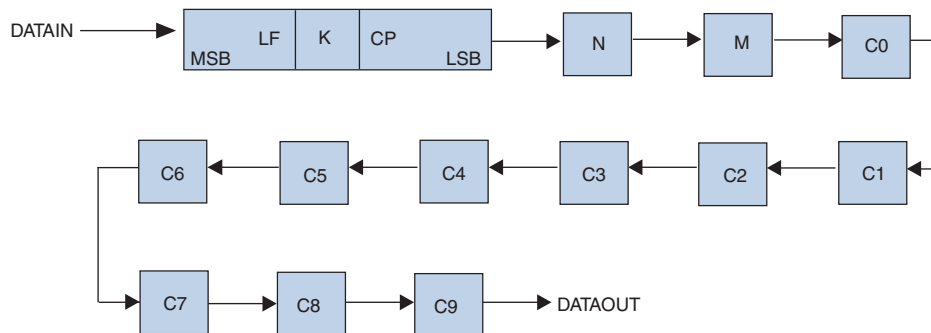 DATAIN
LF K CP
MSB LSB
N
M
C0
C6
C5
C4
C3
C2
C1
C7
C8
C9
DATAOUT